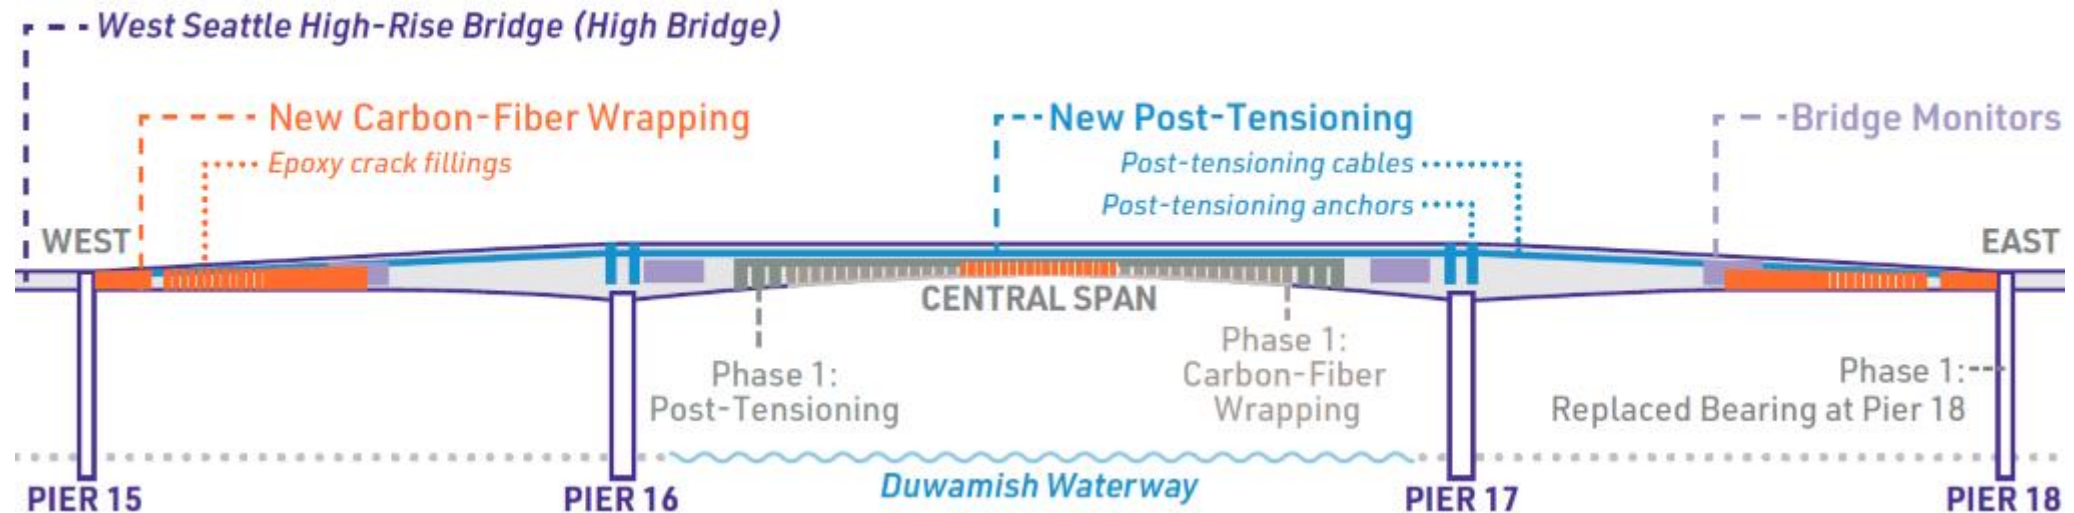 West Seattle High-Rise Bridge (High Bridge)
New Carbon-Fiber Wrapping
Epoxy crack fillings
New Post-Tensioning
Post-tensioning cables
Post-tensioning anchors
Bridge Monitors
WEST
EAST
CENTRAL SPAN
Phase 1:
Post-Tensioning
Phase 1:
Carbon-Fiber
Wrapping
Phase 1:
Replaced Bearing at Pier 18
Duwamish Waterway
PIER 15
PIER 16
PIER 17
PIER 18